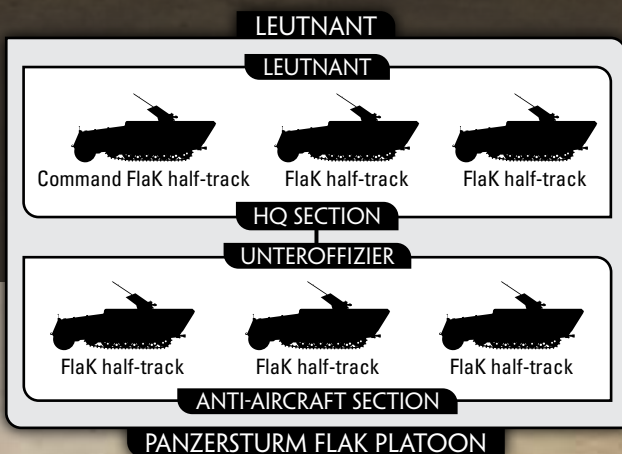 LEUTNANT
LEUTNANT
Command FlaK half-track FlaK half-track FlaK half-track
HQ SECTION
UNTEROFFIZIER
FlaK half-track FlaK half-track FlaK half-track
ANTI-AIRCRAFT SECTION
PANZERSTURM FLAK PLATOON